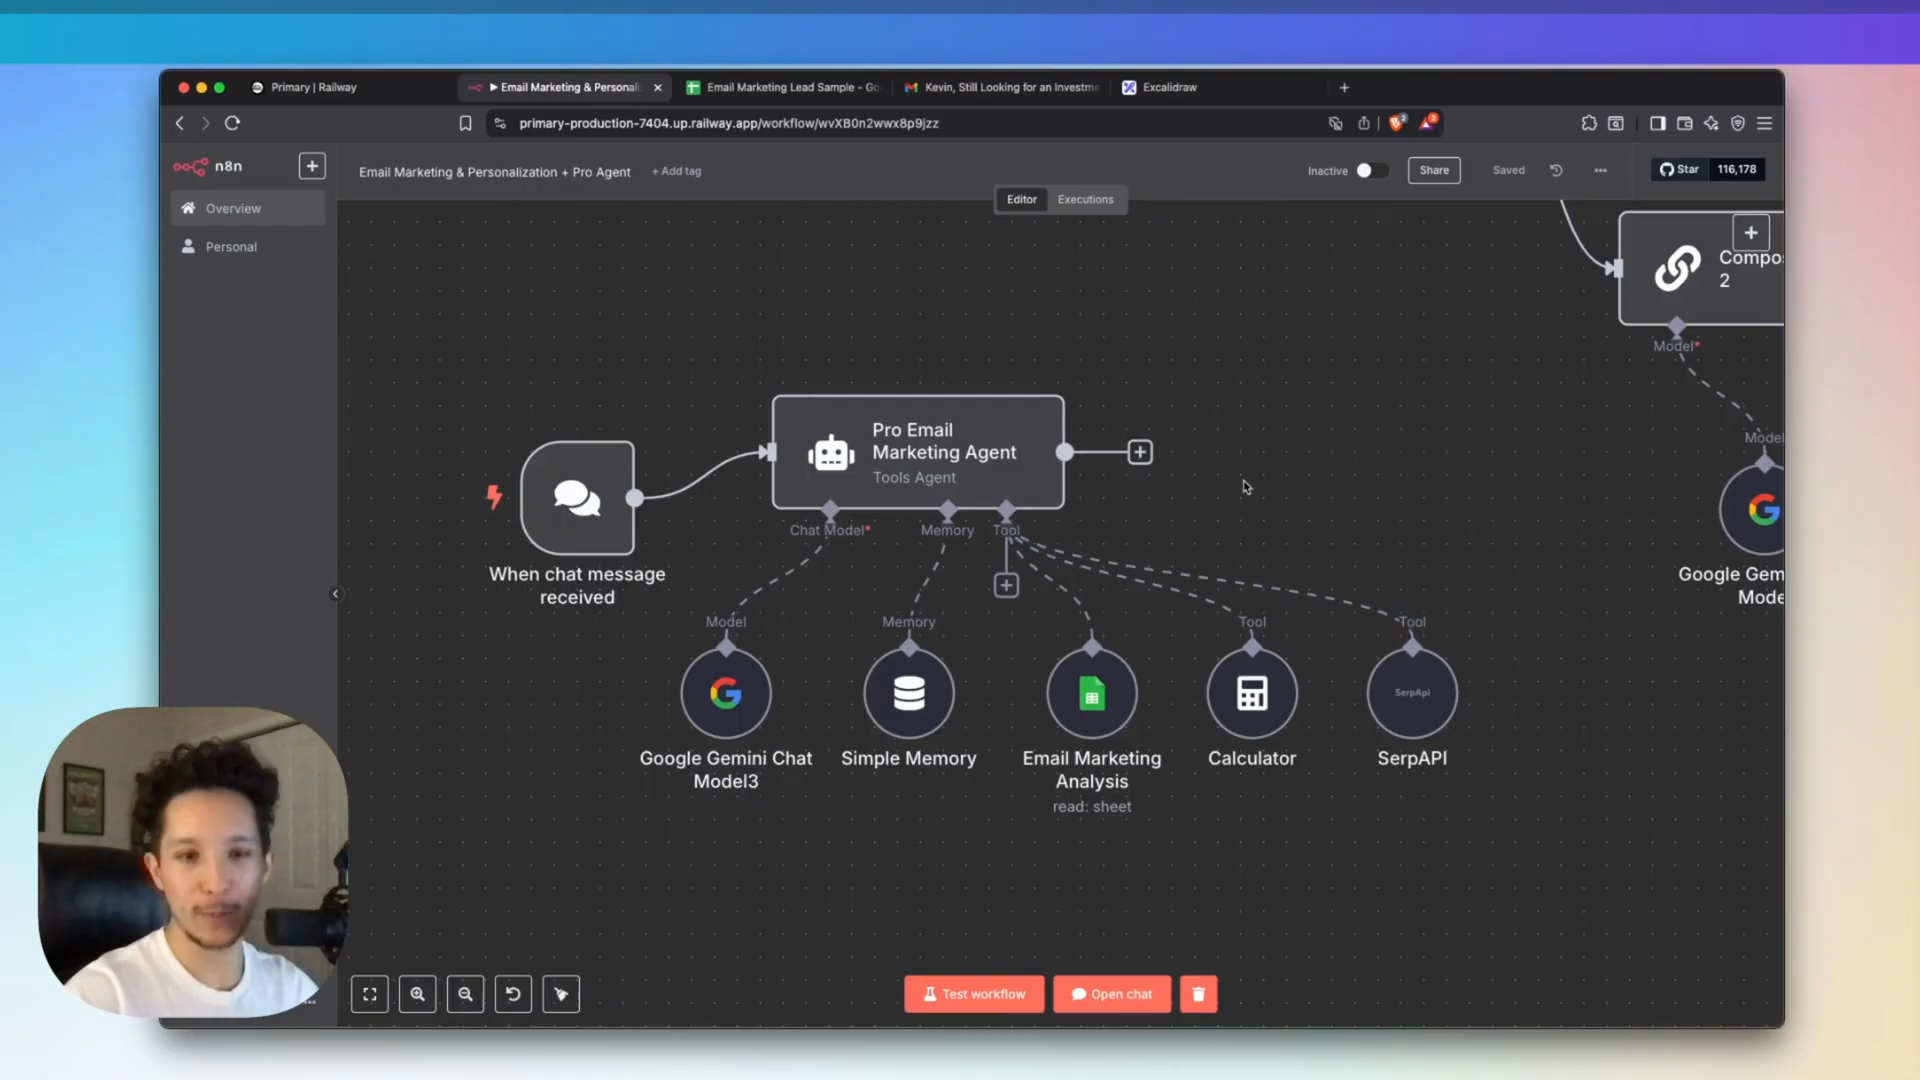 Primary | Railway
Email Marketing & Personali
Email Marketing Lead Sample - Go
Kevin, Still Looking for an Investme
Excalidraw
primary-production-7404.up.railway.app/workflow/wvXB0n2wwx8p9jzz
2
3
n8n
Email Marketing & Personalization + Pro Agent
+ Add tag
Inactive
Share
Saved
Star
116,178
Editor
Executions
Overview
Personal
Compos
2
Model*
Model
Google Gem
Mode
Pro Email
Marketing Agent
Tools Agent
Chat Model*
Memory
Tool
When chat message
received
Model
Memory
Tool
Tool
SerpApi
Google Gemini Chat
Model3
Simple Memory
Email Marketing
Analysis
read: sheet
Calculator
SerpAPI
Test workflow
Open chat